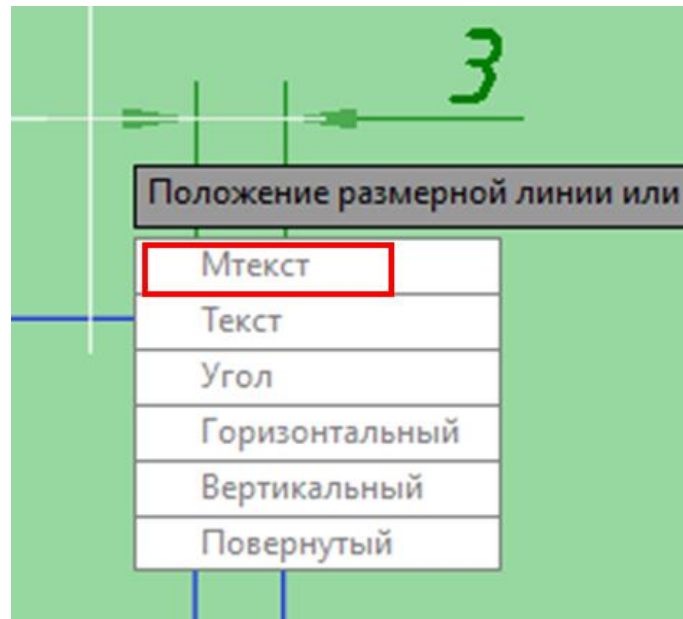 3
Положение размерной линии или
Мтекст
Текст
Угол
Горизонтальный
Вертикальный
Повернутый